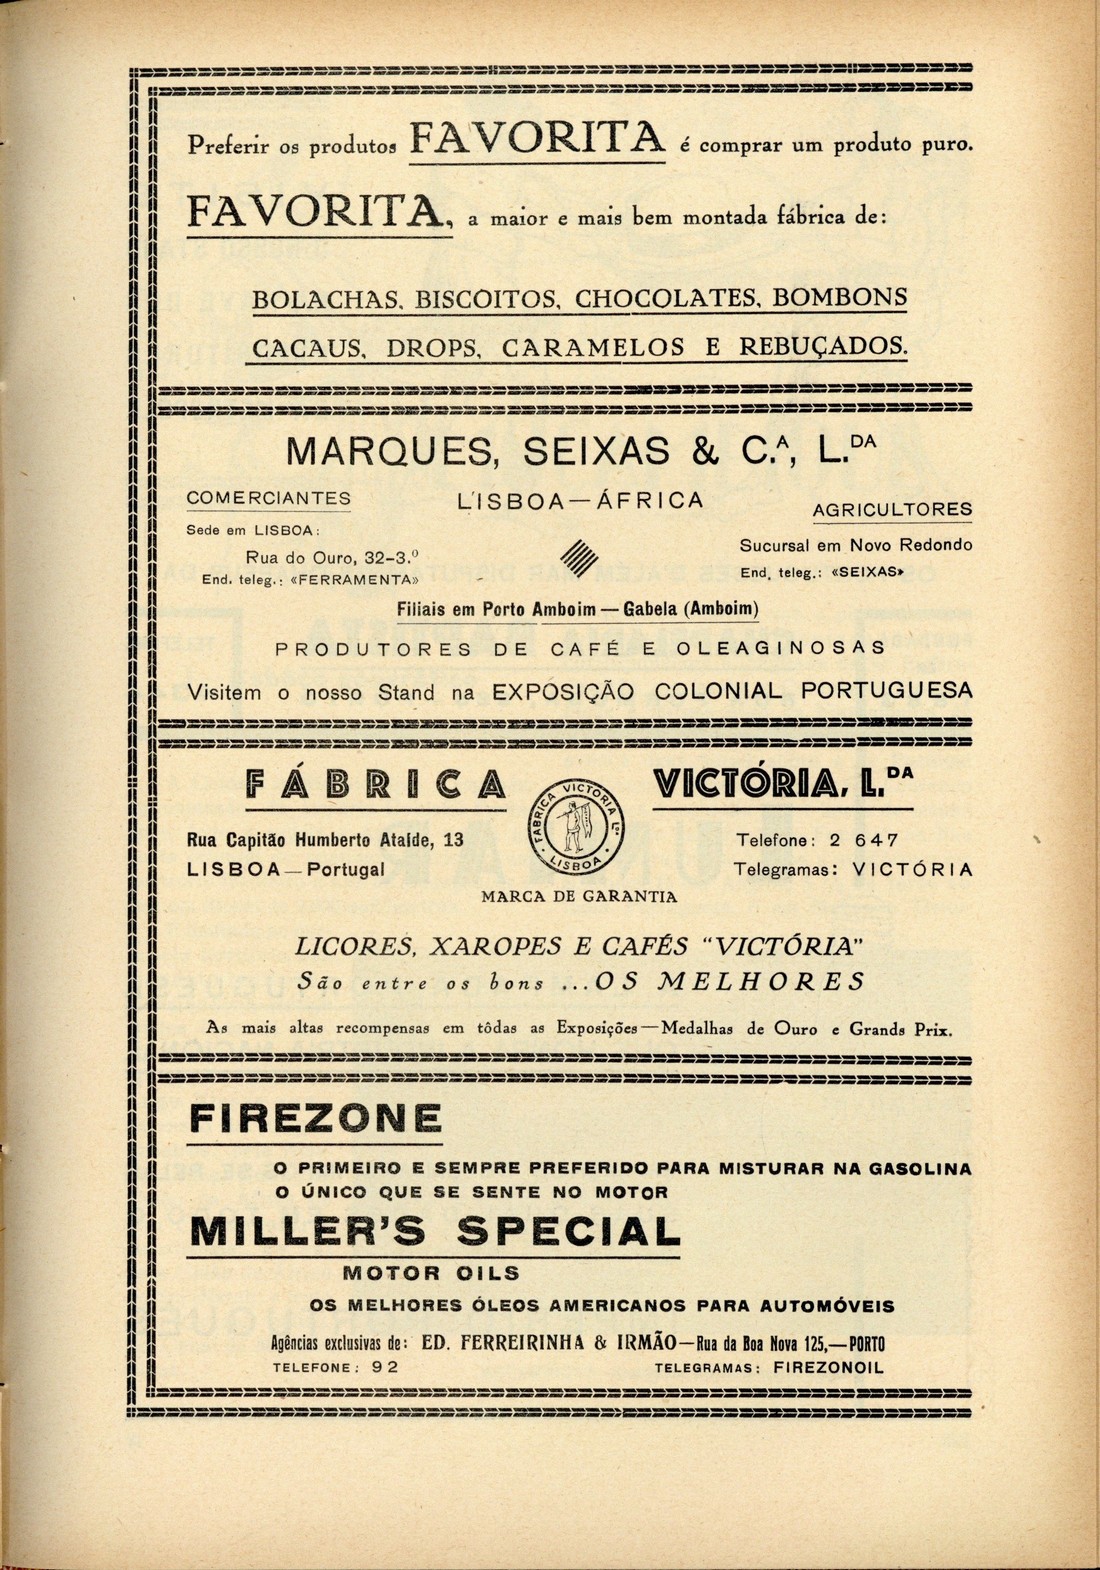 Preferir os produtos FAVORITA é comprar um produto puro.
FAVORITA, a maior e mais bem montada fábrica de:
BOLACHAS, BISCOITOS, CHOCOLATES, BOMBONS
CACAUS, DROPS, CARAMELOS E REBUÇADOS.
MARQUES, SEIXAS & C.ᴬ, L.ᴰᴬ
COMERCIANTES
LISBOA—ÁFRICA
AGRICULTORES
Sede em LISBOA:
Rua do Ouro, 32-3.º
End. teleg.: «FERRAMENTA»
Sucursal em Novo Redondo
End. teleg.: «SEIXAS»
Filiais em Porto Amboim — Gabela (Amboim)
PRODUTORES DE CAFÉ E OLEAGINOSAS
Visitem o nosso Stand na EXPOSIÇÃO COLONIAL PORTUGUESA
FÁBRICA VICTÓRIA, L.ᴰᴬ
FABRICA VICTORIA Lᴰᴬ
LISBOA
Rua Capitão Humberto Ataíde, 13
LISBOA—Portugal
Telefone: 2 647
Telegramas: VICTÓRIA
MARCA DE GARANTIA
LICORES, XAROPES E CAFÉS "VICTÓRIA"
São entre os bons ...OS MELHORES
As mais altas recompensas em tôdas as Exposições—Medalhas de Ouro e Grands Prix.
FIREZONE
O PRIMEIRO E SEMPRE PREFERIDO PARA MISTURAR NA GASOLINA
O ÚNICO QUE SE SENTE NO MOTOR
MILLER'S SPECIAL
MOTOR OILS
OS MELHORES ÓLEOS AMERICANOS PARA AUTOMÓVEIS
Agências exclusivas de: ED. FERREIRINHA & IRMÃO—Rua da Boa Nova 125,—PORTO
TELEFONE: 92
TELEGRAMAS: FIREZONOIL